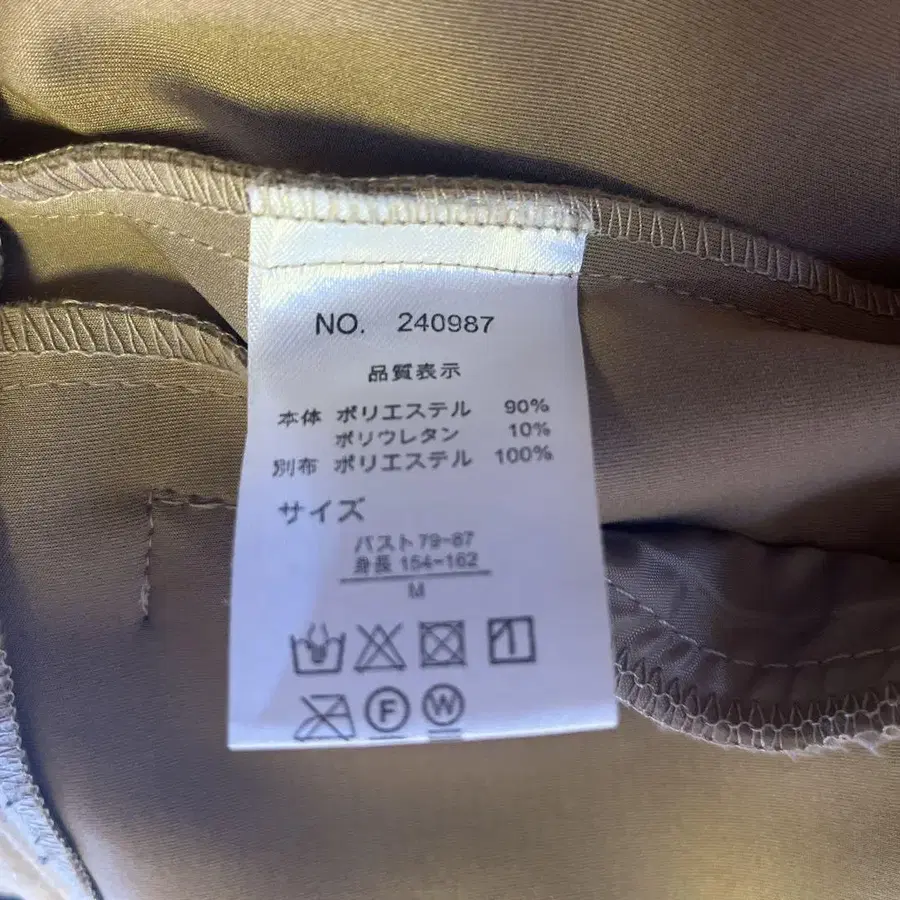 NO. 240987
品質表示
本体 ポリエステル 90%
ポリウレタン 10%
別布 ポリエステル 100%
サイズ
バスト 79-87
身長 154-162
M
F W